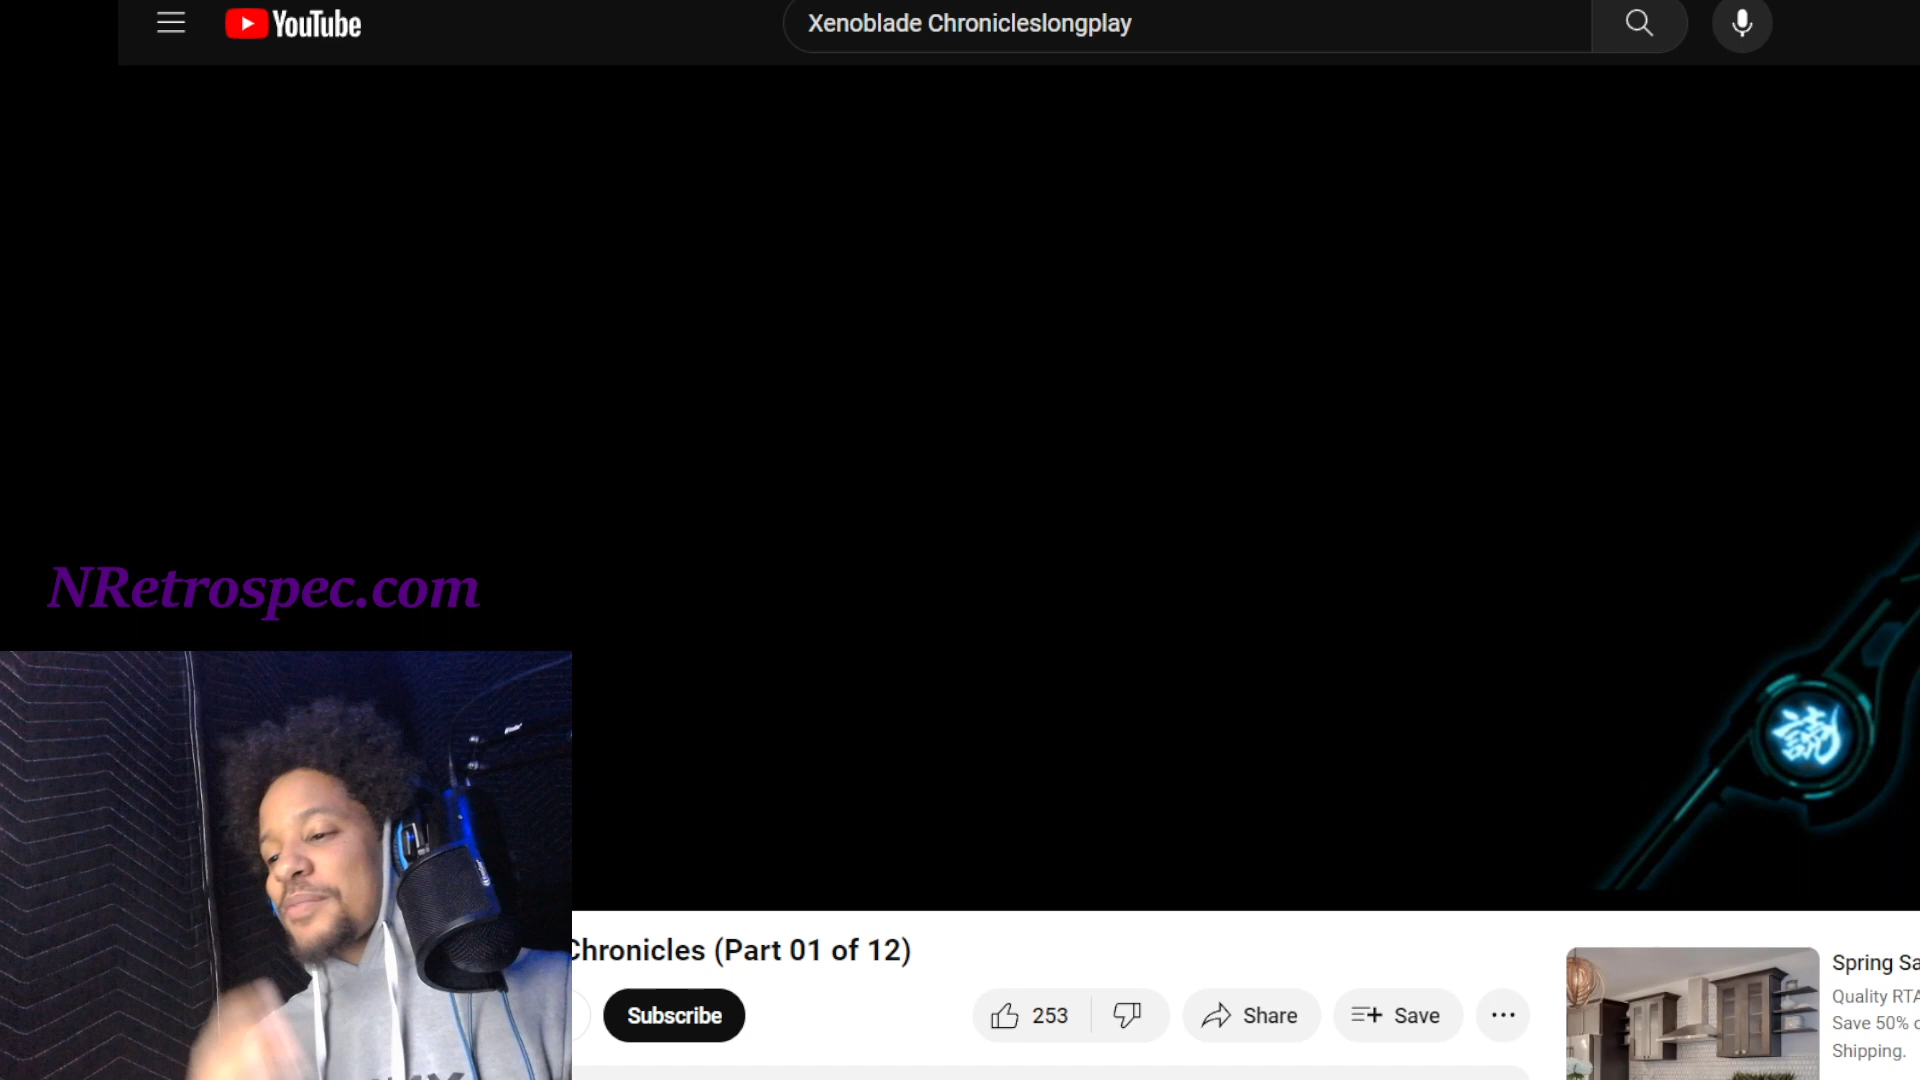 YouTube
Xenoblade Chronicleslongplay
NRetrospec.com
読
Chronicles (Part 01 of 12)
Subscribe
253
Share
Save
Spring Sa
Quality RTA
Save 50% o
Shipping.